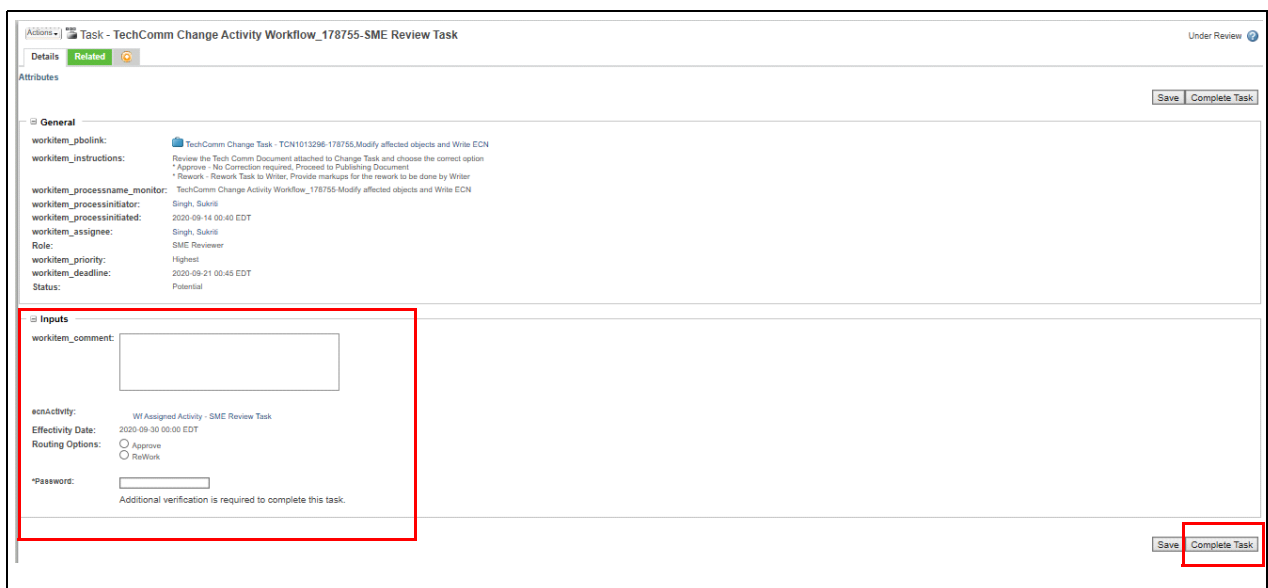 Actions Task - TechComm Change Activity Workflow_178755-SME Review Task
Under Review
Details Related
Attributes
Save Complete Task
General
workitem_pbolink: TechComm Change Task - TCN1013296-178755,Modify affected objects and Write ECN
workitem_instructions: Review the Tech Comm Document attached to Change Task and choose the correct option
* Approve - No Correction required, Proceed to Publishing Document
* Rework - Rework Task to Writer, Provide markups for the rework to be done by Writer
workitem_processname_monitor: TechComm Change Activity Workflow_178755-Modify affected objects and Write ECN
workitem_processinitiator: Singh, Sukriti
workitem_processinitiated: 2020-09-14 00:40 EDT
workitem_assignee: Singh, Sukriti
Role: SME Reviewer
workitem_priority: Highest
workitem_deadline: 2020-09-21 00:45 EDT
Status: Potential
Inputs
workitem_comment:
ecnActivity: Wf Assigned Activity - SME Review Task
Effectivity Date: 2020-09-30 00:00 EDT
Routing Options: Approve
ReWork
*Password:
Additional verification is required to complete this task.
Save Complete Task